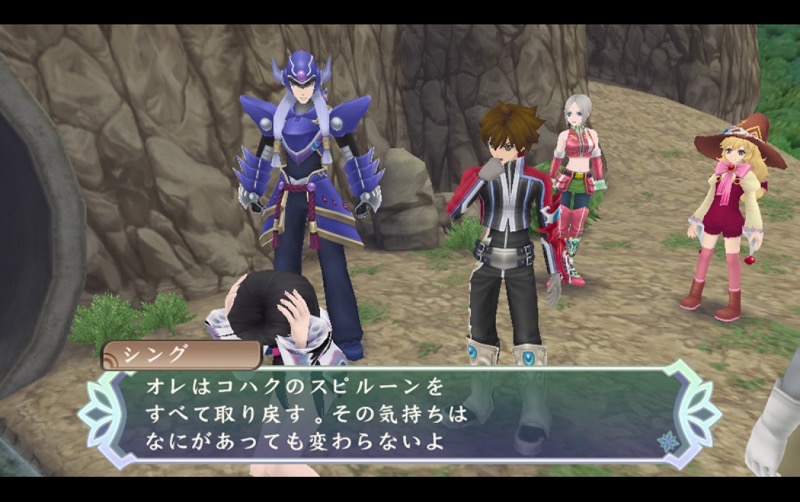 シング
オレはコハクのスピルーンを
すべて取り戻す。その気持ちは
なにがあっても変わらないよ